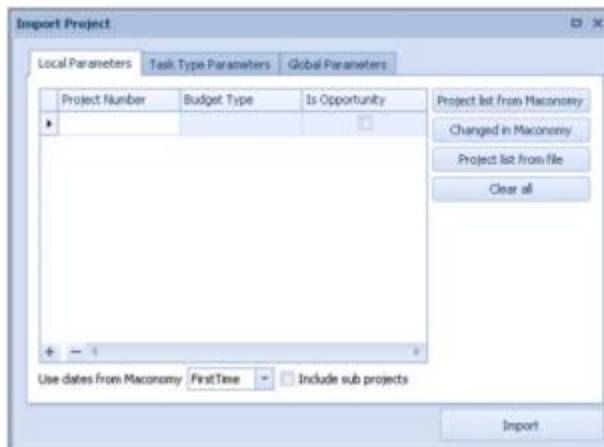 Import Project
Local Parameters Task Type Parameters Global Parameters
Project Number Budget Type Is Opportunity
Project list from Maconomy
Changed in Maconomy
Project list from file
Clear all
Use dates from Maconomy FirstTime Include sub projects
Import